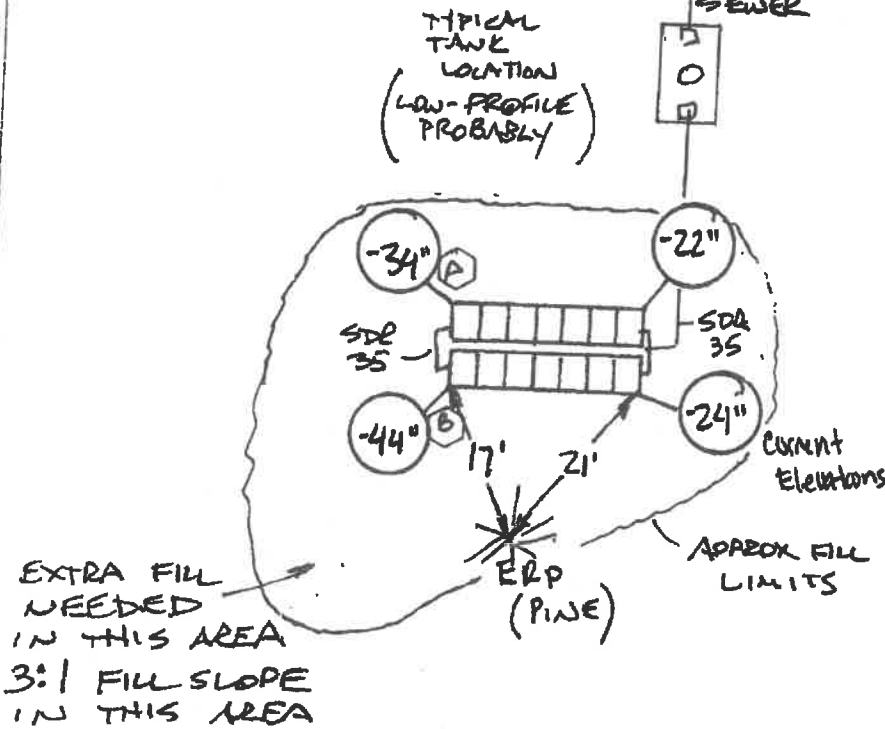 SEWER
TYPICAL
TANK
LOCATION
(LOW-PROFILE
PROBABLY)
-34"
A
-22"
SDR
35
SDR
35
-44"
B
-24"
Current
Elevations
17'
21'
ERP
(PINE)
APPROX FILL
LIMITS
EXTRA FILL
NEEDED
IN THIS AREA
3:1 FILL SLOPE
IN THIS AREA